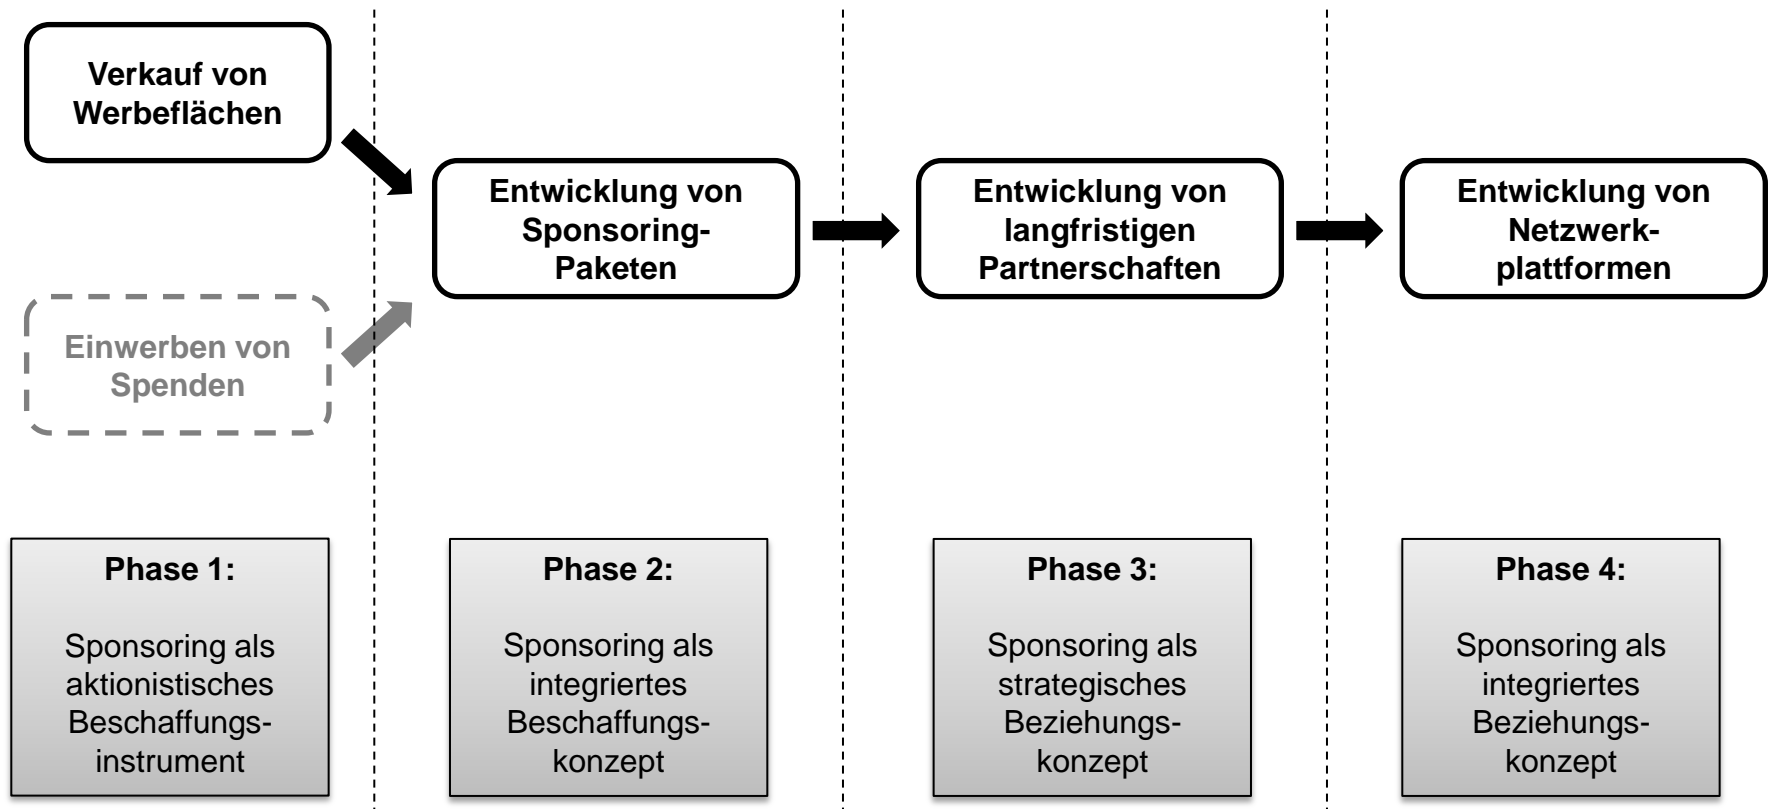 Verkauf von
Werbeflächen
Einwerben von
Spenden
Entwicklung von
Sponsoring-
Paketen
Entwicklung von
langfristigen
Partnerschaften
Entwicklung von
Netzwerk-
plattformen
Phase 1:
Sponsoring als
aktionistisches
Beschaffungs-
instrument
Phase 2:
Sponsoring als
integriertes
Beschaffungs-
konzept
Phase 3:
Sponsoring als
strategisches
Beziehungs-
konzept
Phase 4:
Sponsoring als
integriertes
Beziehungs-
konzept